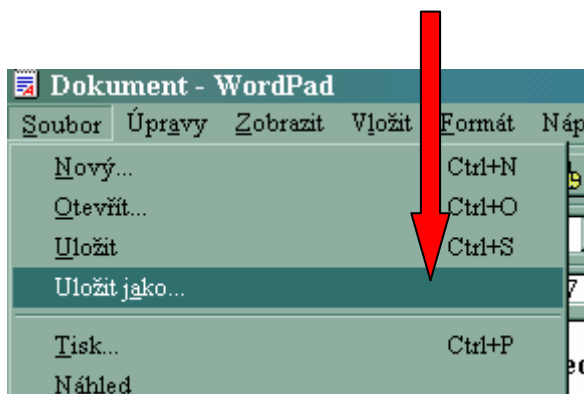 Dokument - WordPad
Soubor Úpravy Zobrazit Vložit Formát
Nový... Ctrl+N
Otevřít... Ctrl+O
Uložit Ctrl+S
Uložit jako...
Tisk... Ctrl+P
Náhled